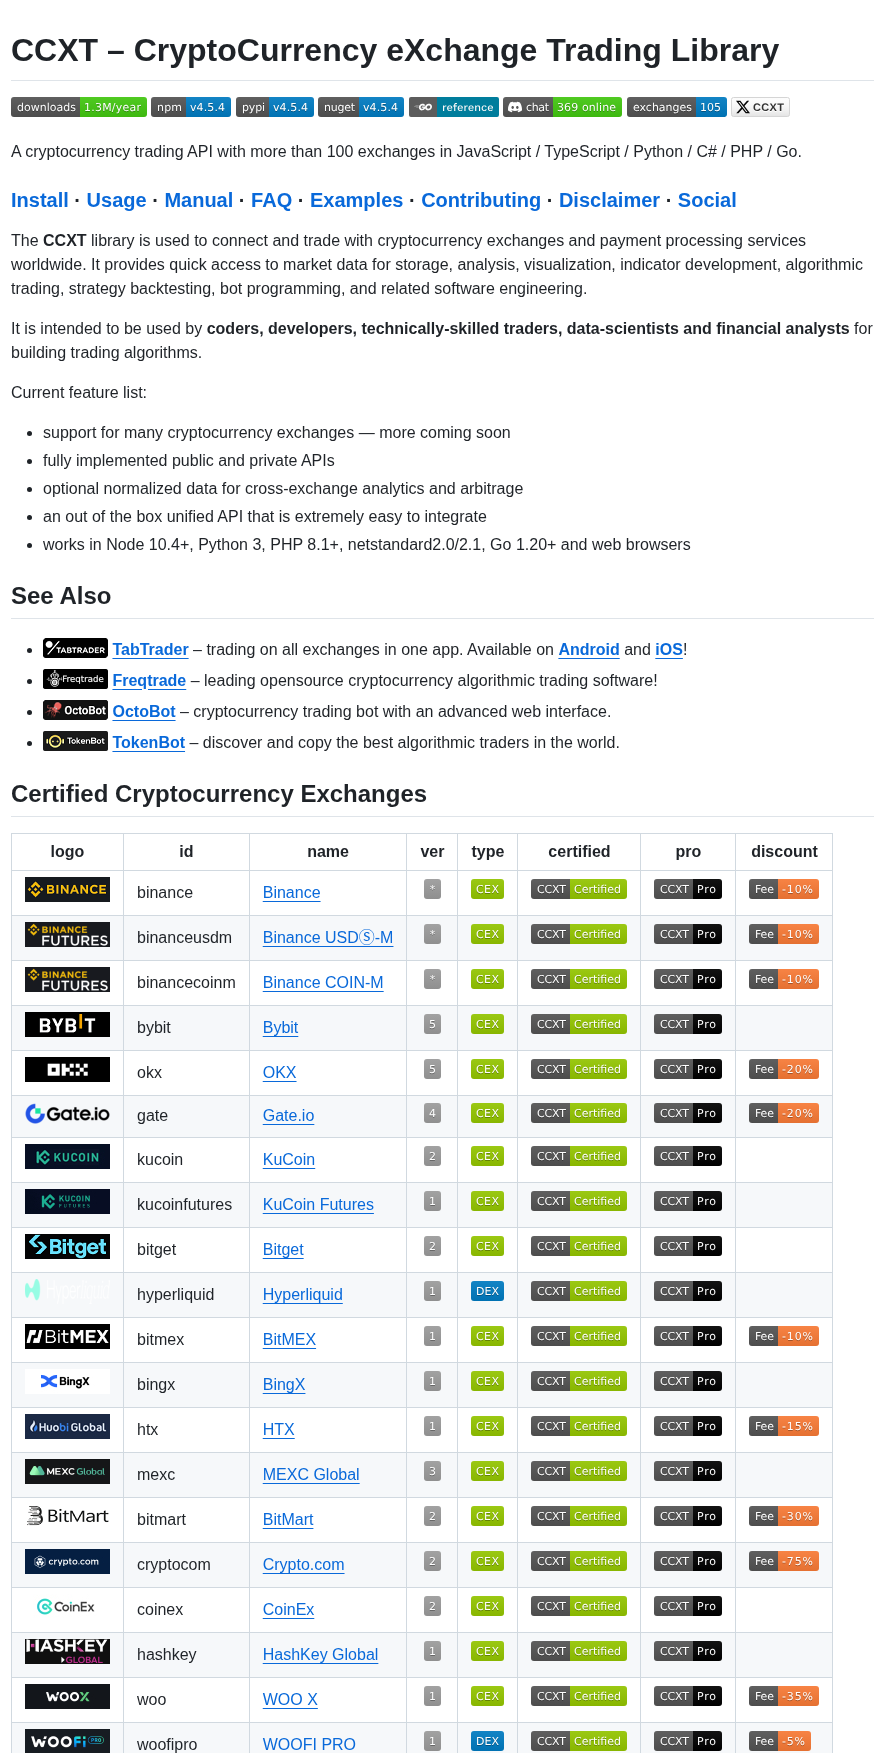 CCXT – CryptoCurrency eXchange Trading Library
downloads 1.3M/year npm v4.5.4 pypi v4.5.4 nuget v4.5.4 GO reference chat 369 online exchanges 105 X CCXT
A cryptocurrency trading API with more than 100 exchanges in JavaScript / TypeScript / Python / C# / PHP / Go.
Install · Usage · Manual · FAQ · Examples · Contributing · Disclaimer · Social
The CCXT library is used to connect and trade with cryptocurrency exchanges and payment processing services
worldwide. It provides quick access to market data for storage, analysis, visualization, indicator development, algorithmic
trading, strategy backtesting, bot programming, and related software engineering.
It is intended to be used by coders, developers, technically-skilled traders, data-scientists and financial analysts for
building trading algorithms.
Current feature list:
• support for many cryptocurrency exchanges — more coming soon
• fully implemented public and private APIs
• optional normalized data for cross-exchange analytics and arbitrage
• an out of the box unified API that is extremely easy to integrate
• works in Node 10.4+, Python 3, PHP 8.1+, netstandard2.0/2.1, Go 1.20+ and web browsers
See Also
• TABTRADER TabTrader – trading on all exchanges in one app. Available on Android and iOS!
• Freqtrade Freqtrade – leading opensource cryptocurrency algorithmic trading software!
• OctoBot OctoBot – cryptocurrency trading bot with an advanced web interface.
• TokenBot TokenBot – discover and copy the best algorithmic traders in the world.
Certified Cryptocurrency Exchanges
logo id name ver type certified pro discount
BINANCE binance Binance * CEX CCXT Certified CCXT Pro Fee -10%
BINANCE FUTURES binanceusdm Binance USDⓈ-M * CEX CCXT Certified CCXT Pro Fee -10%
BINANCE FUTURES binancecoinm Binance COIN-M * CEX CCXT Certified CCXT Pro Fee -10%
BYBIT bybit Bybit 5 CEX CCXT Certified CCXT Pro
OKX okx OKX 5 CEX CCXT Certified CCXT Pro Fee -20%
Gate.io gate Gate.io 4 CEX CCXT Certified CCXT Pro Fee -20%
KUCOIN kucoin KuCoin 2 CEX CCXT Certified CCXT Pro
KUCOIN FUTURES kucoinfutures KuCoin Futures 1 CEX CCXT Certified CCXT Pro
Bitget bitget Bitget 2 CEX CCXT Certified CCXT Pro
hyperliquid Hyperliquid 1 DEX CCXT Certified CCXT Pro
BitMEX bitmex BitMEX 1 CEX CCXT Certified CCXT Pro Fee -10%
BingX bingx BingX 1 CEX CCXT Certified CCXT Pro
Huobi Global htx HTX 1 CEX CCXT Certified CCXT Pro Fee -15%
MEXC Global mexc MEXC Global 3 CEX CCXT Certified CCXT Pro
BitMart bitmart BitMart 2 CEX CCXT Certified CCXT Pro Fee -30%
crypto.com cryptocom Crypto.com 2 CEX CCXT Certified CCXT Pro Fee -75%
CoinEx coinex CoinEx 2 CEX CCXT Certified CCXT Pro
HASHKEY GLOBAL hashkey HashKey Global 1 CEX CCXT Certified CCXT Pro
WOOX woo WOO X 1 CEX CCXT Certified CCXT Pro Fee -35%
WOOFi PRO woofipro WOOFI PRO 1 DEX CCXT Certified CCXT Pro Fee -5%